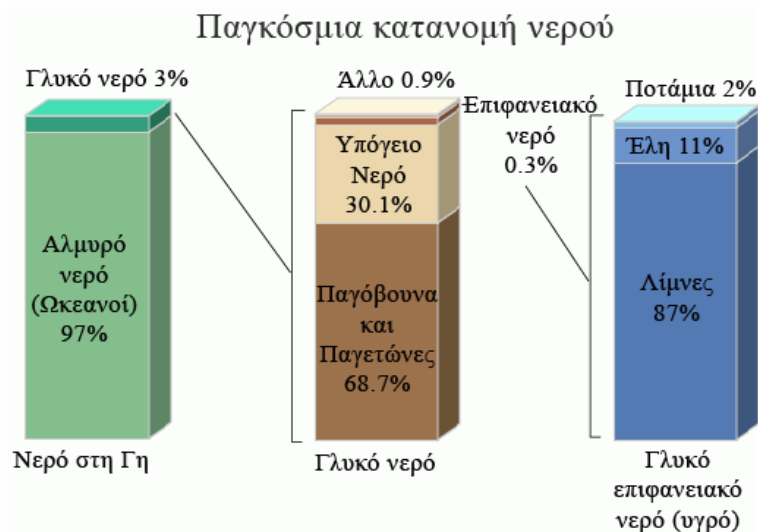 Παγκόσμια κατανομή νερού
Γλυκό νερό 3%
Αλμυρό
νερό
(Ωκεανοί)
97%
Νερό στη Γη
Άλλο 0.9%
Υπόγειο
Νερό
30.1%
Παγόβουνα
και
Παγετώνες
68.7%
Γλυκό νερό
Επιφανειακό
νερό
0.3%
Ποτάμια 2%
Έλη 11%
Λίμνες
87%
Γλυκό
επιφανειακό
νερό (υγρό)